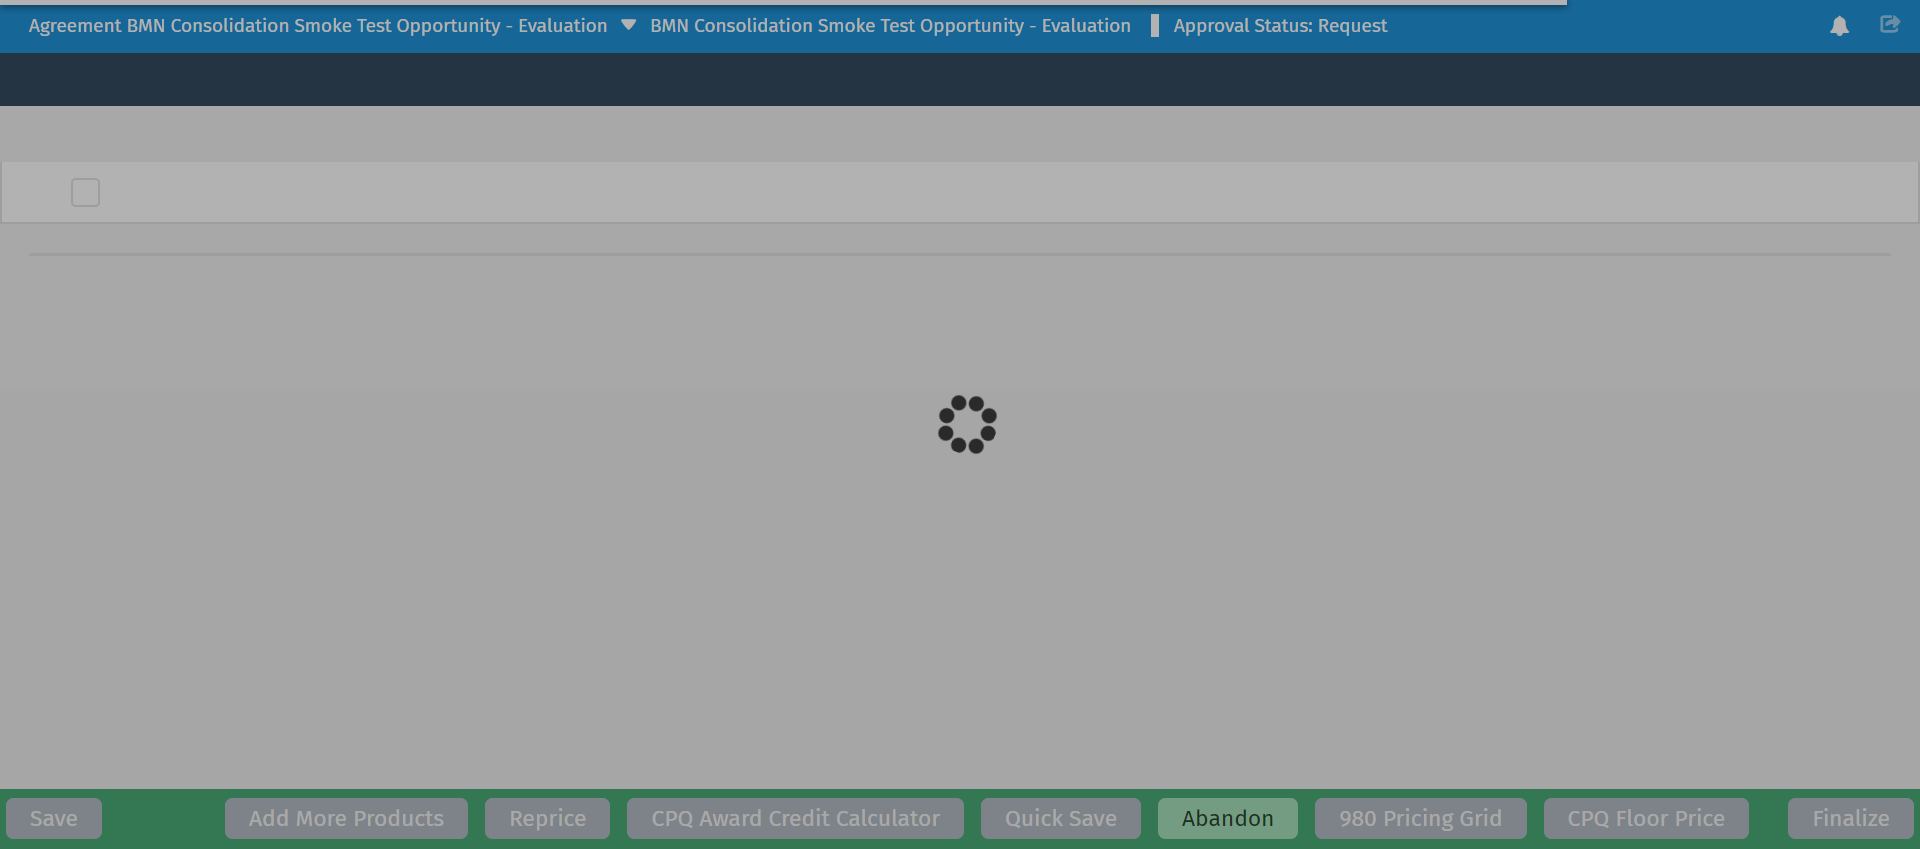 Agreement BMN Consolidation Smoke Test Opportunity - Evaluation BMN Consolidation Smoke Test Opportunity - Evaluation Approval Status: Request
Save Add More Products Reprice CPQ Award Credit Calculator Quick Save Abandon 980 Pricing Grid CPQ Floor Price Finalize